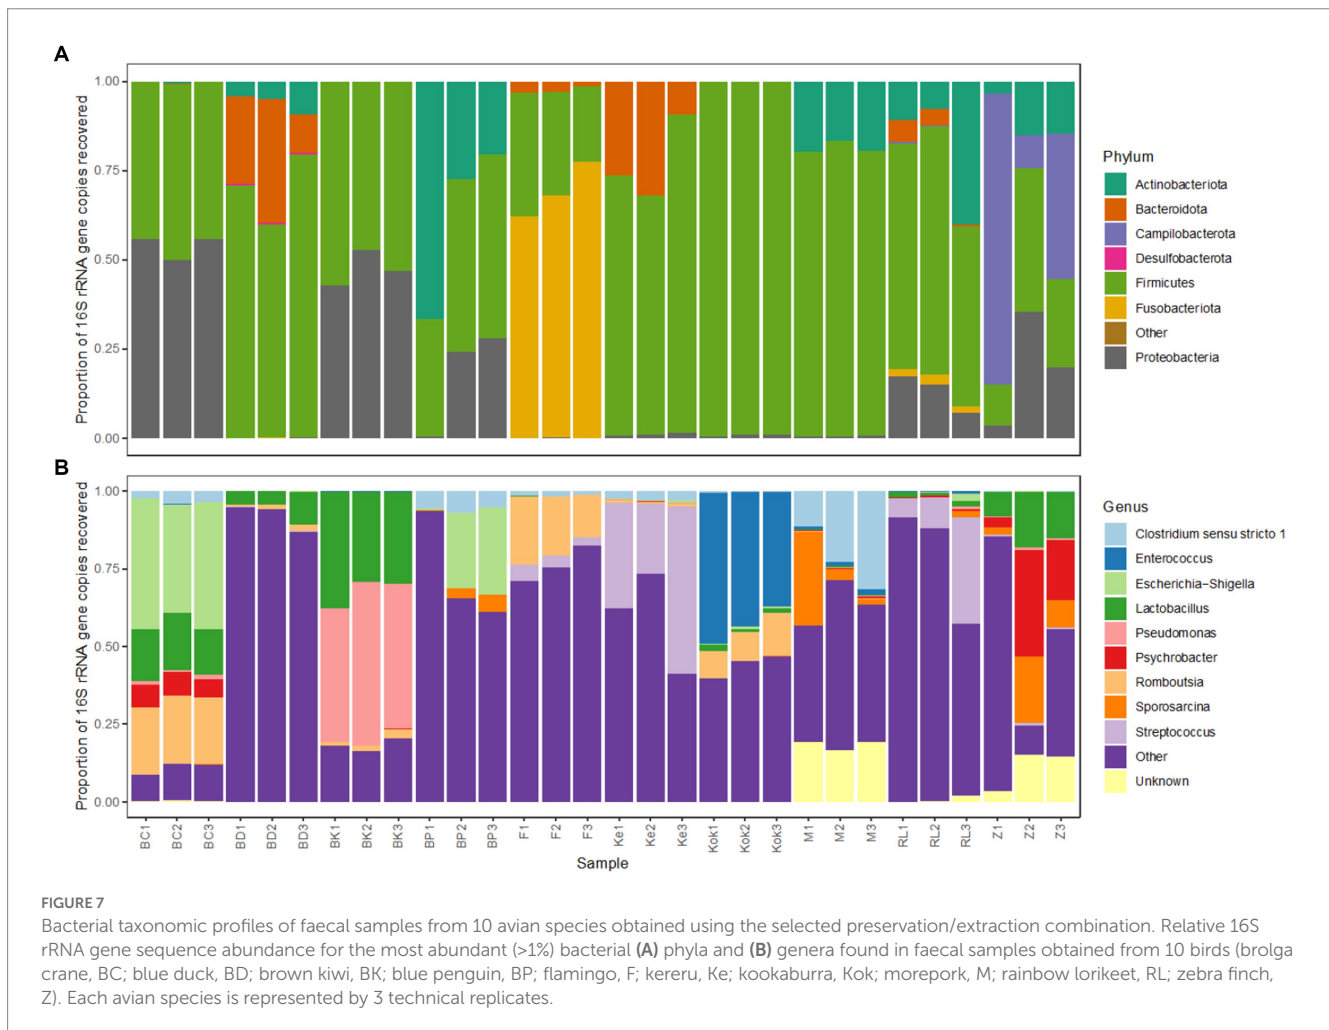 A
1.00
0.75
0.50
0.25
0.00
Proportion of 16S rRNA gene copies recovered
Phylum
Actinobacteriota
Bacteroidota
Campilobacterota
Desulfobacterota
Firmicutes
Fusobacteriota
Other
Proteobacteria
B
1.00
0.75
0.50
0.25
0.00
Proportion of 16S rRNA gene copies recovered
Genus
Clostridium sensu stricto 1
Enterococcus
Escherichia-Shigella
Lactobacillus
Pseudomonas
Psychrobacter
Romboutsia
Sporosarcina
Streptococcus
Other
Unknown
BC1 BC2 BC3 BD1 BD2 BD3 BK1 BK2 BK3 BP1 BP2 BP3 F1 F2 F3 Ke1 Ke2 Ke3 Kok1 Kok2 Kok3 M1 M2 M3 RL1 RL2 RL3 Z1 Z2 Z3
Sample
FIGURE 7
Bacterial taxonomic profiles of faecal samples from 10 avian species obtained using the selected preservation/extraction combination. Relative 16S
rRNA gene sequence abundance for the most abundant (>1%) bacterial (A) phyla and (B) genera found in faecal samples obtained from 10 birds (brolga
crane, BC; blue duck, BD; brown kiwi, BK; blue penguin, BP; flamingo, F; kereru, Ke; kookaburra, Kok; morepork, M; rainbow lorikeet, RL; zebra finch,
Z). Each avian species is represented by 3 technical replicates.